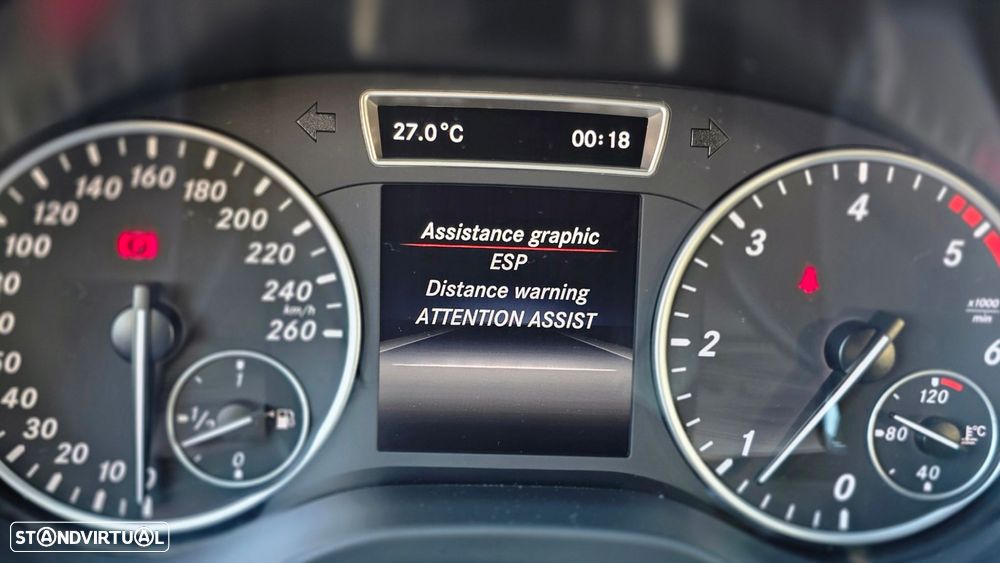 27.0°C 00:18
Assistance graphic
ESP
Distance warning
ATTENTION ASSIST
10
20
30
40
100
120
140
160
180
200
220
240
km/h
260
1
0
0
1
2
3
4
5
6
x1000
min
120
80
40
°C
STANDVIRTUAL